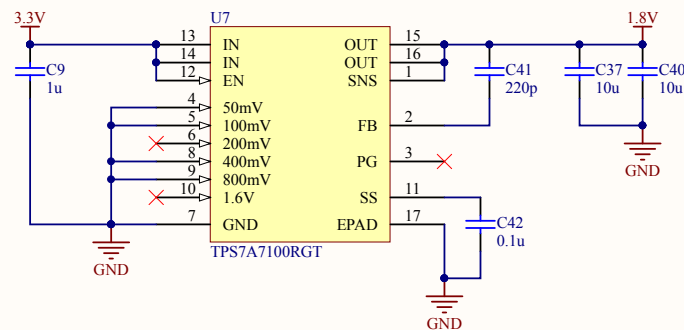 3.3V
U7
1.8V
13 IN
14 IN
12 EN
OUT 15
OUT 16
SNS 1
C9
1u
C41
220p
C37
10u
C40
10u
4 50mV
5 100mV
6 200mV
8 400mV
9 800mV
10 1.6V
7 GND
FB 2
PG 3
SS 11
EPAD 17
GND
C42
0.1u
TPS7A7100RGT
GND
GND